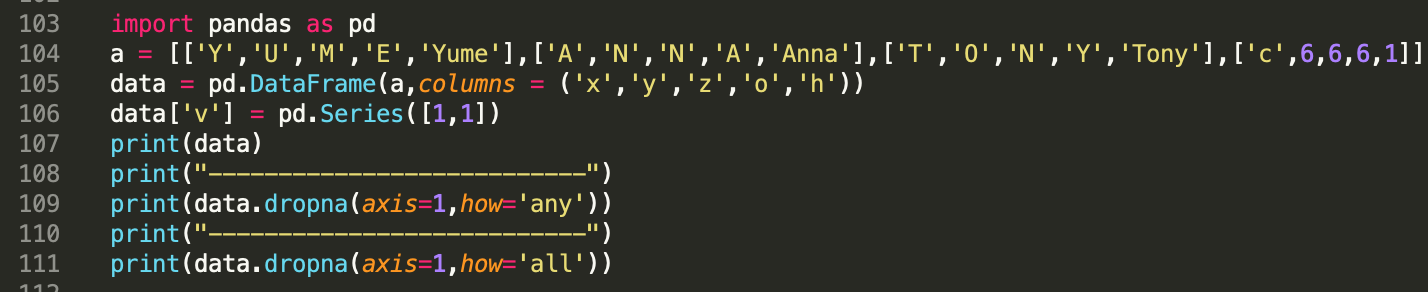 103 import pandas as pd
104 a = [['Y','U','M','E','Yume'],['A','N','N','A','Anna'],['T','O','N','Y','Tony'],['c',6,6,6,1]]
105 data = pd.DataFrame(a,columns = ('x','y','z','o','h'))
106 data['v'] = pd.Series([1,1])
107 print(data)
108 print("---------------------------")
109 print(data.dropna(axis=1,how='any'))
110 print("---------------------------")
111 print(data.dropna(axis=1,how='all'))